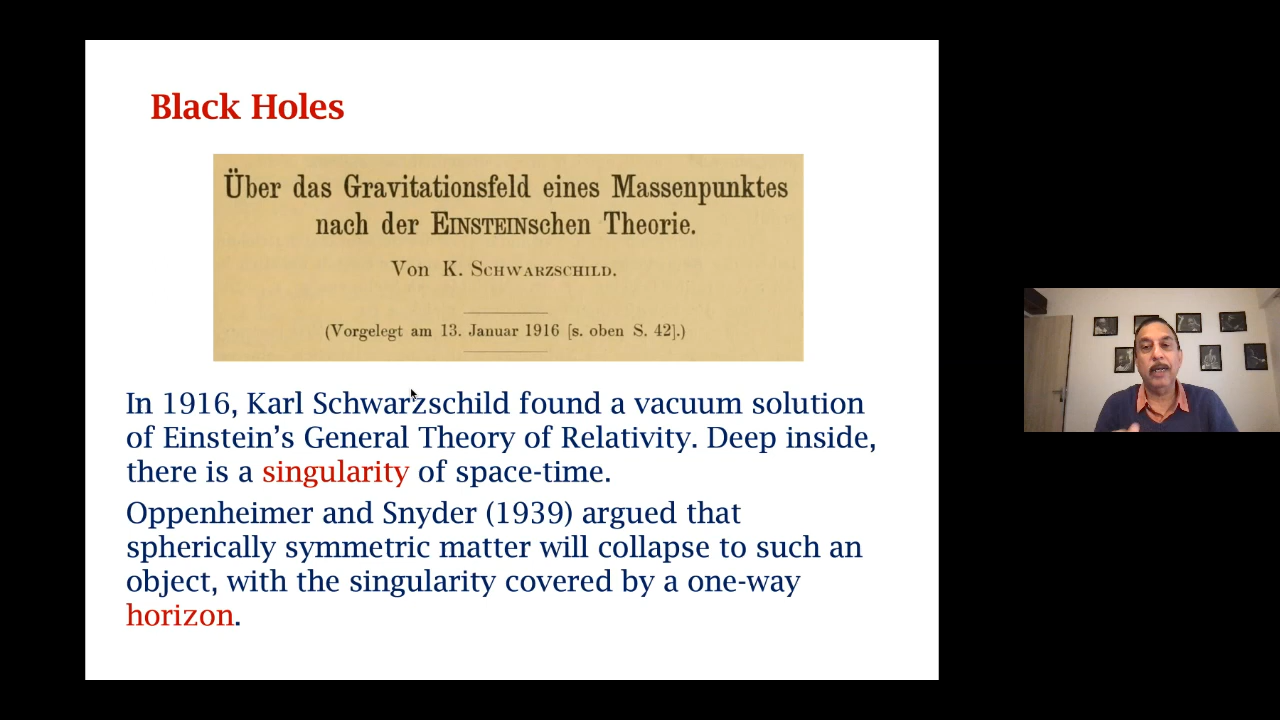 Black Holes
Über das Gravitationsfeld eines Massenpunktes
nach der EINSTEINschen Theorie.
Von K. SCHWARZSCHILD.
(Vorgelegt am 13. Januar 1916 [s. oben S. 42].)
In 1916, Karl Schwarzschild found a vacuum solution
of Einstein’s General Theory of Relativity. Deep inside,
there is a singularity of space-time.
Oppenheimer and Snyder (1939) argued that
spherically symmetric matter will collapse to such an
object, with the singularity covered by a one-way
horizon.